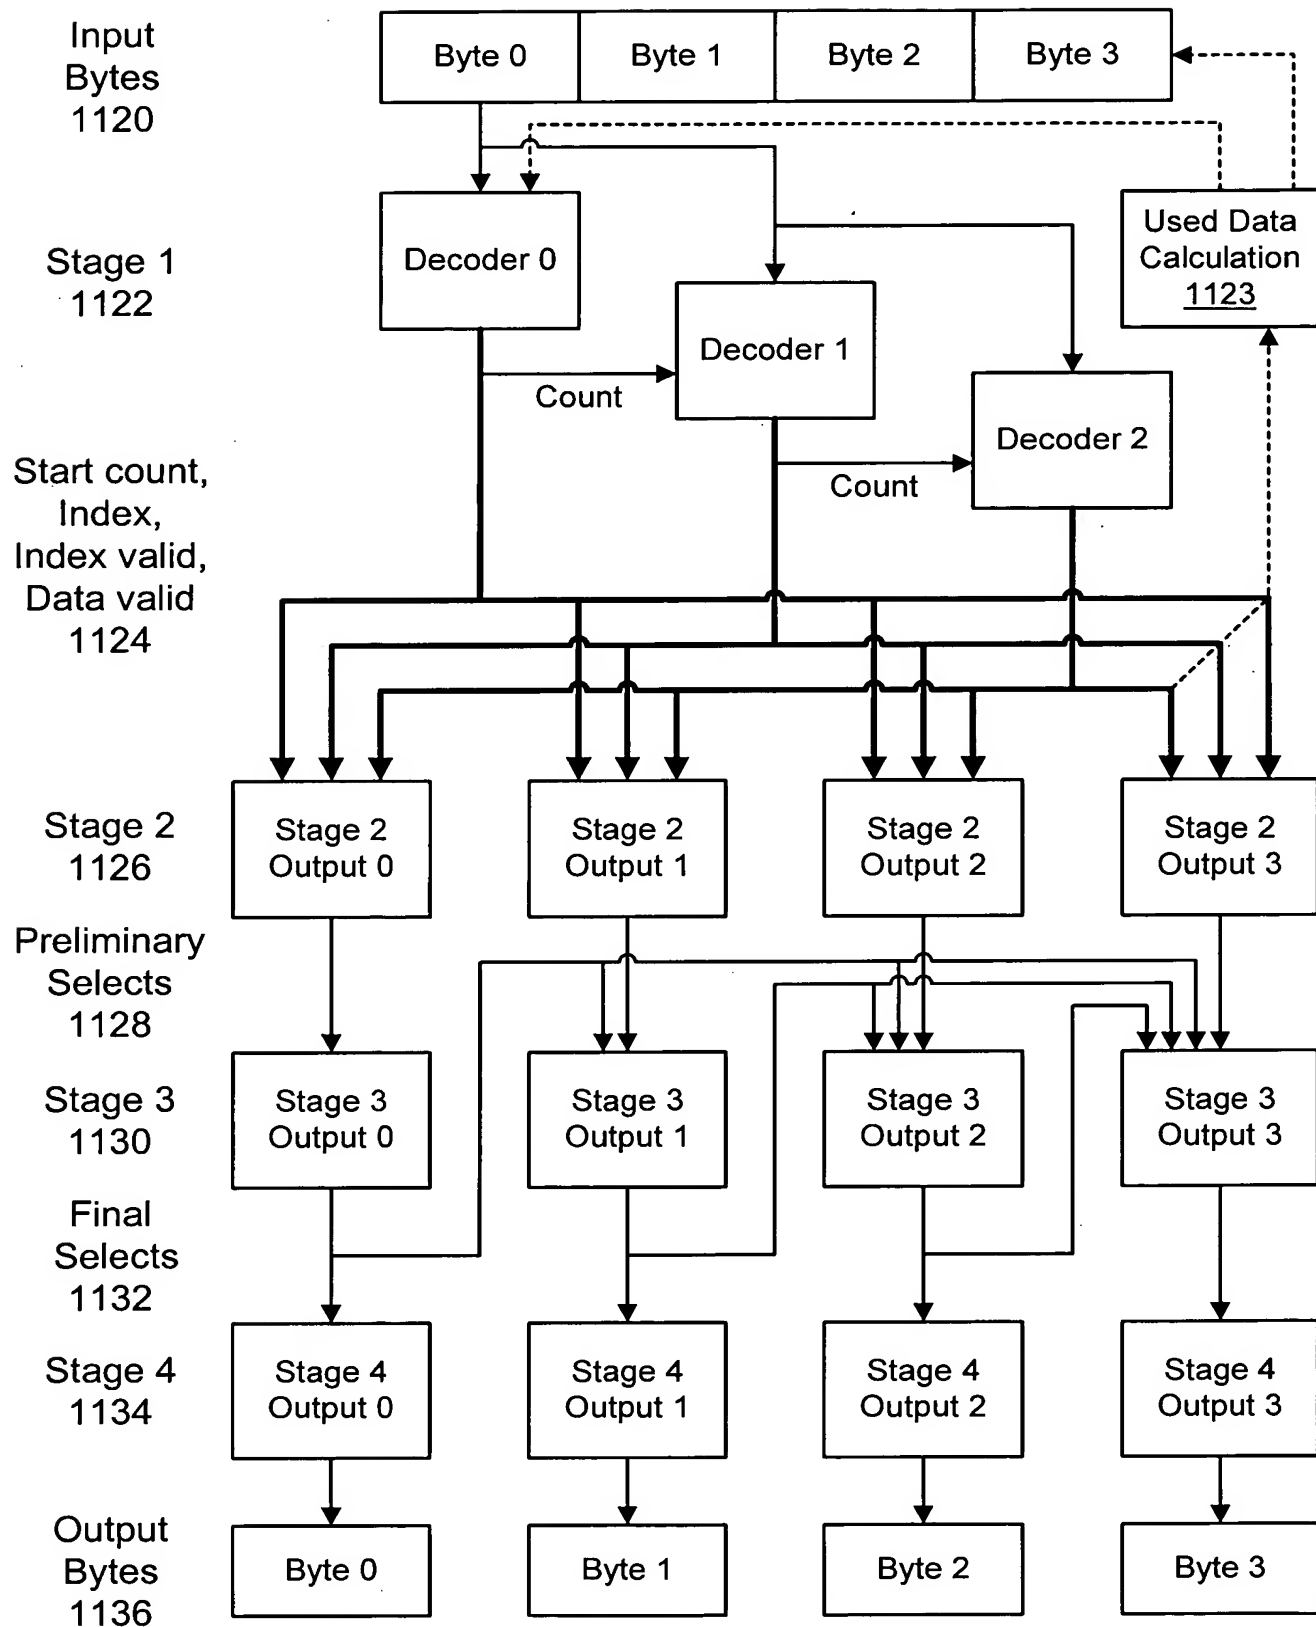 Input
Bytes
1120
Byte 0
Byte 1
Byte 2
Byte 3
Stage 1
1122
Decoder 0
Decoder 1
Decoder 2
Used Data
Calculation
1123
Count
Count
Start count,
Index,
Index valid,
Data valid
1124
Stage 2
1126
Stage 2
Output 0
Stage 2
Output 1
Stage 2
Output 2
Stage 2
Output 3
Preliminary
Selects
1128
Stage 3
1130
Stage 3
Output 0
Stage 3
Output 1
Stage 3
Output 2
Stage 3
Output 3
Final
Selects
1132
Stage 4
1134
Stage 4
Output 0
Stage 4
Output 1
Stage 4
Output 2
Stage 4
Output 3
Output
Bytes
1136
Byte 0
Byte 1
Byte 2
Byte 3